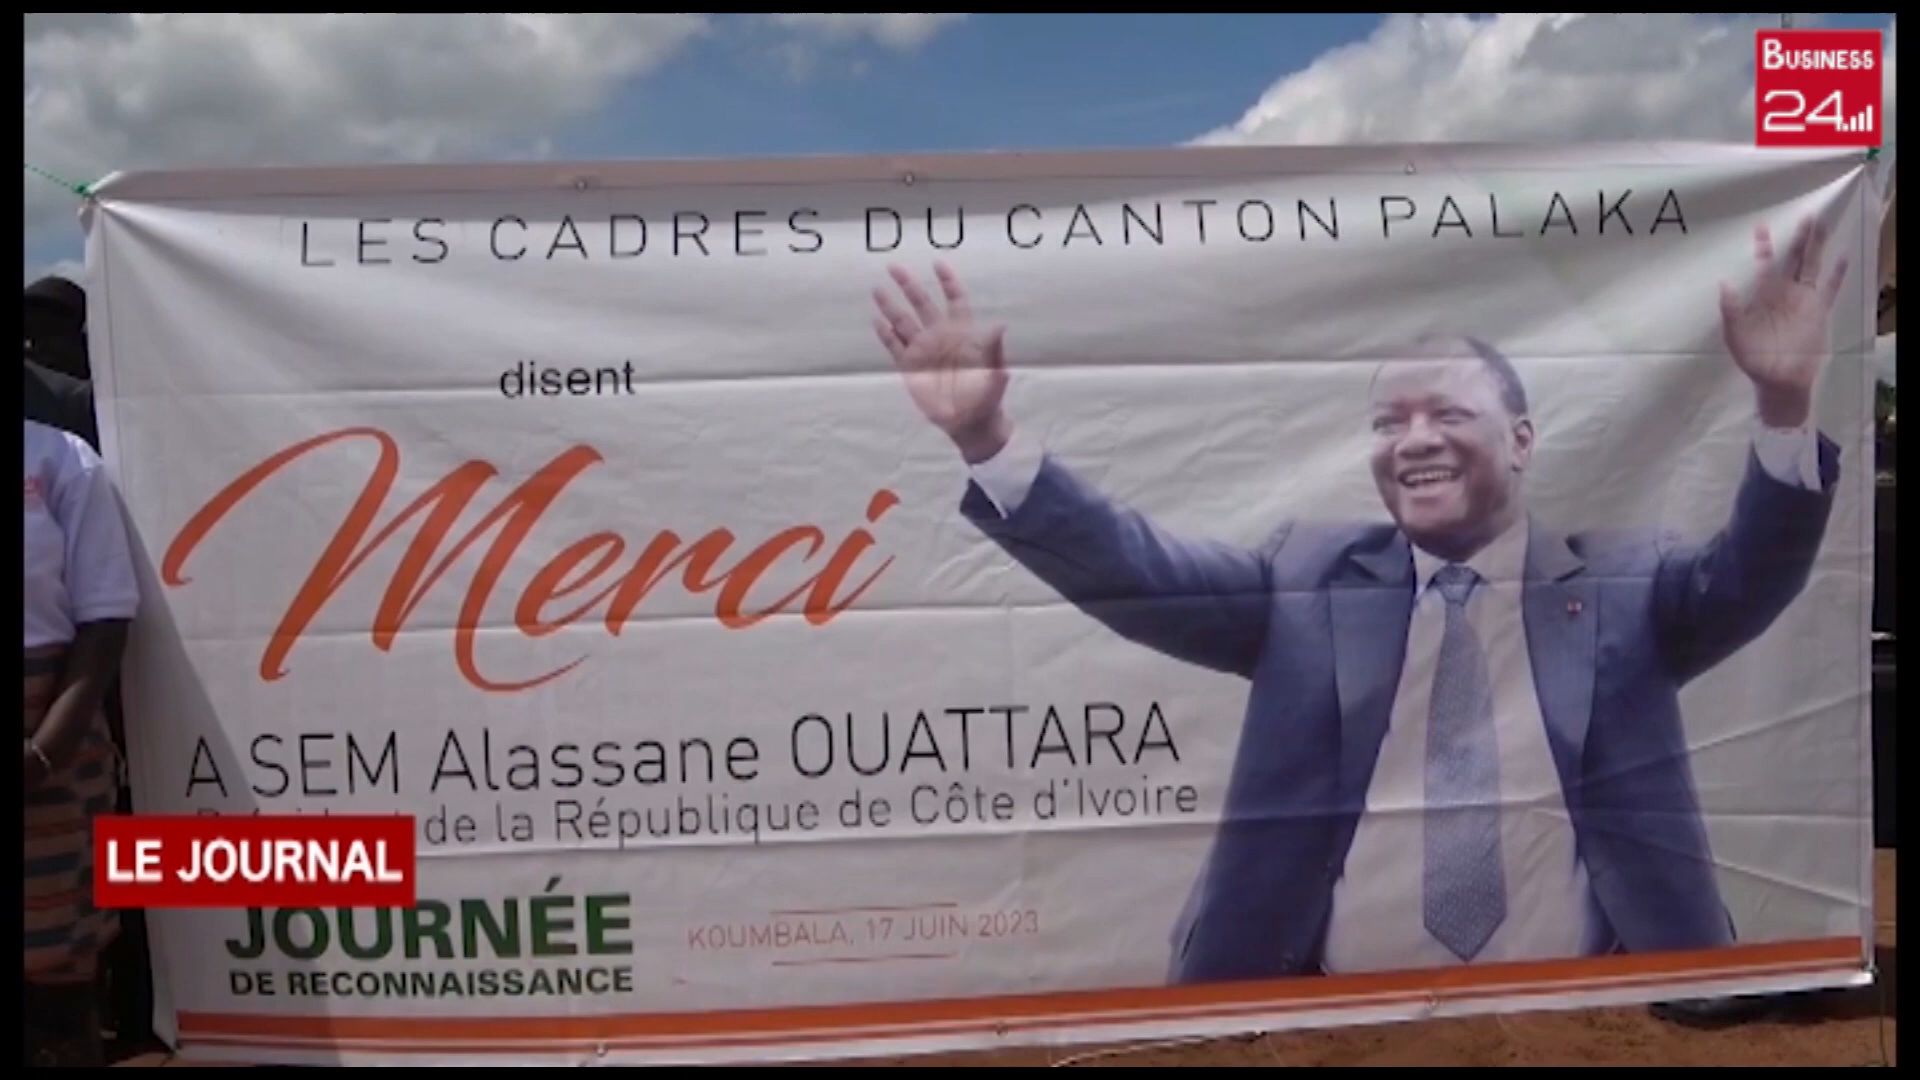 BUSINESS
24
LES CADRES DU CANTON PALAKA
disent
Merci
A SEM Alassane OUATTARA
de la République de Côte d'Ivoire
LE JOURNAL
JOURNÉE
DE RECONNAISSANCE
KOUMBALA, 17 JUIN 2023